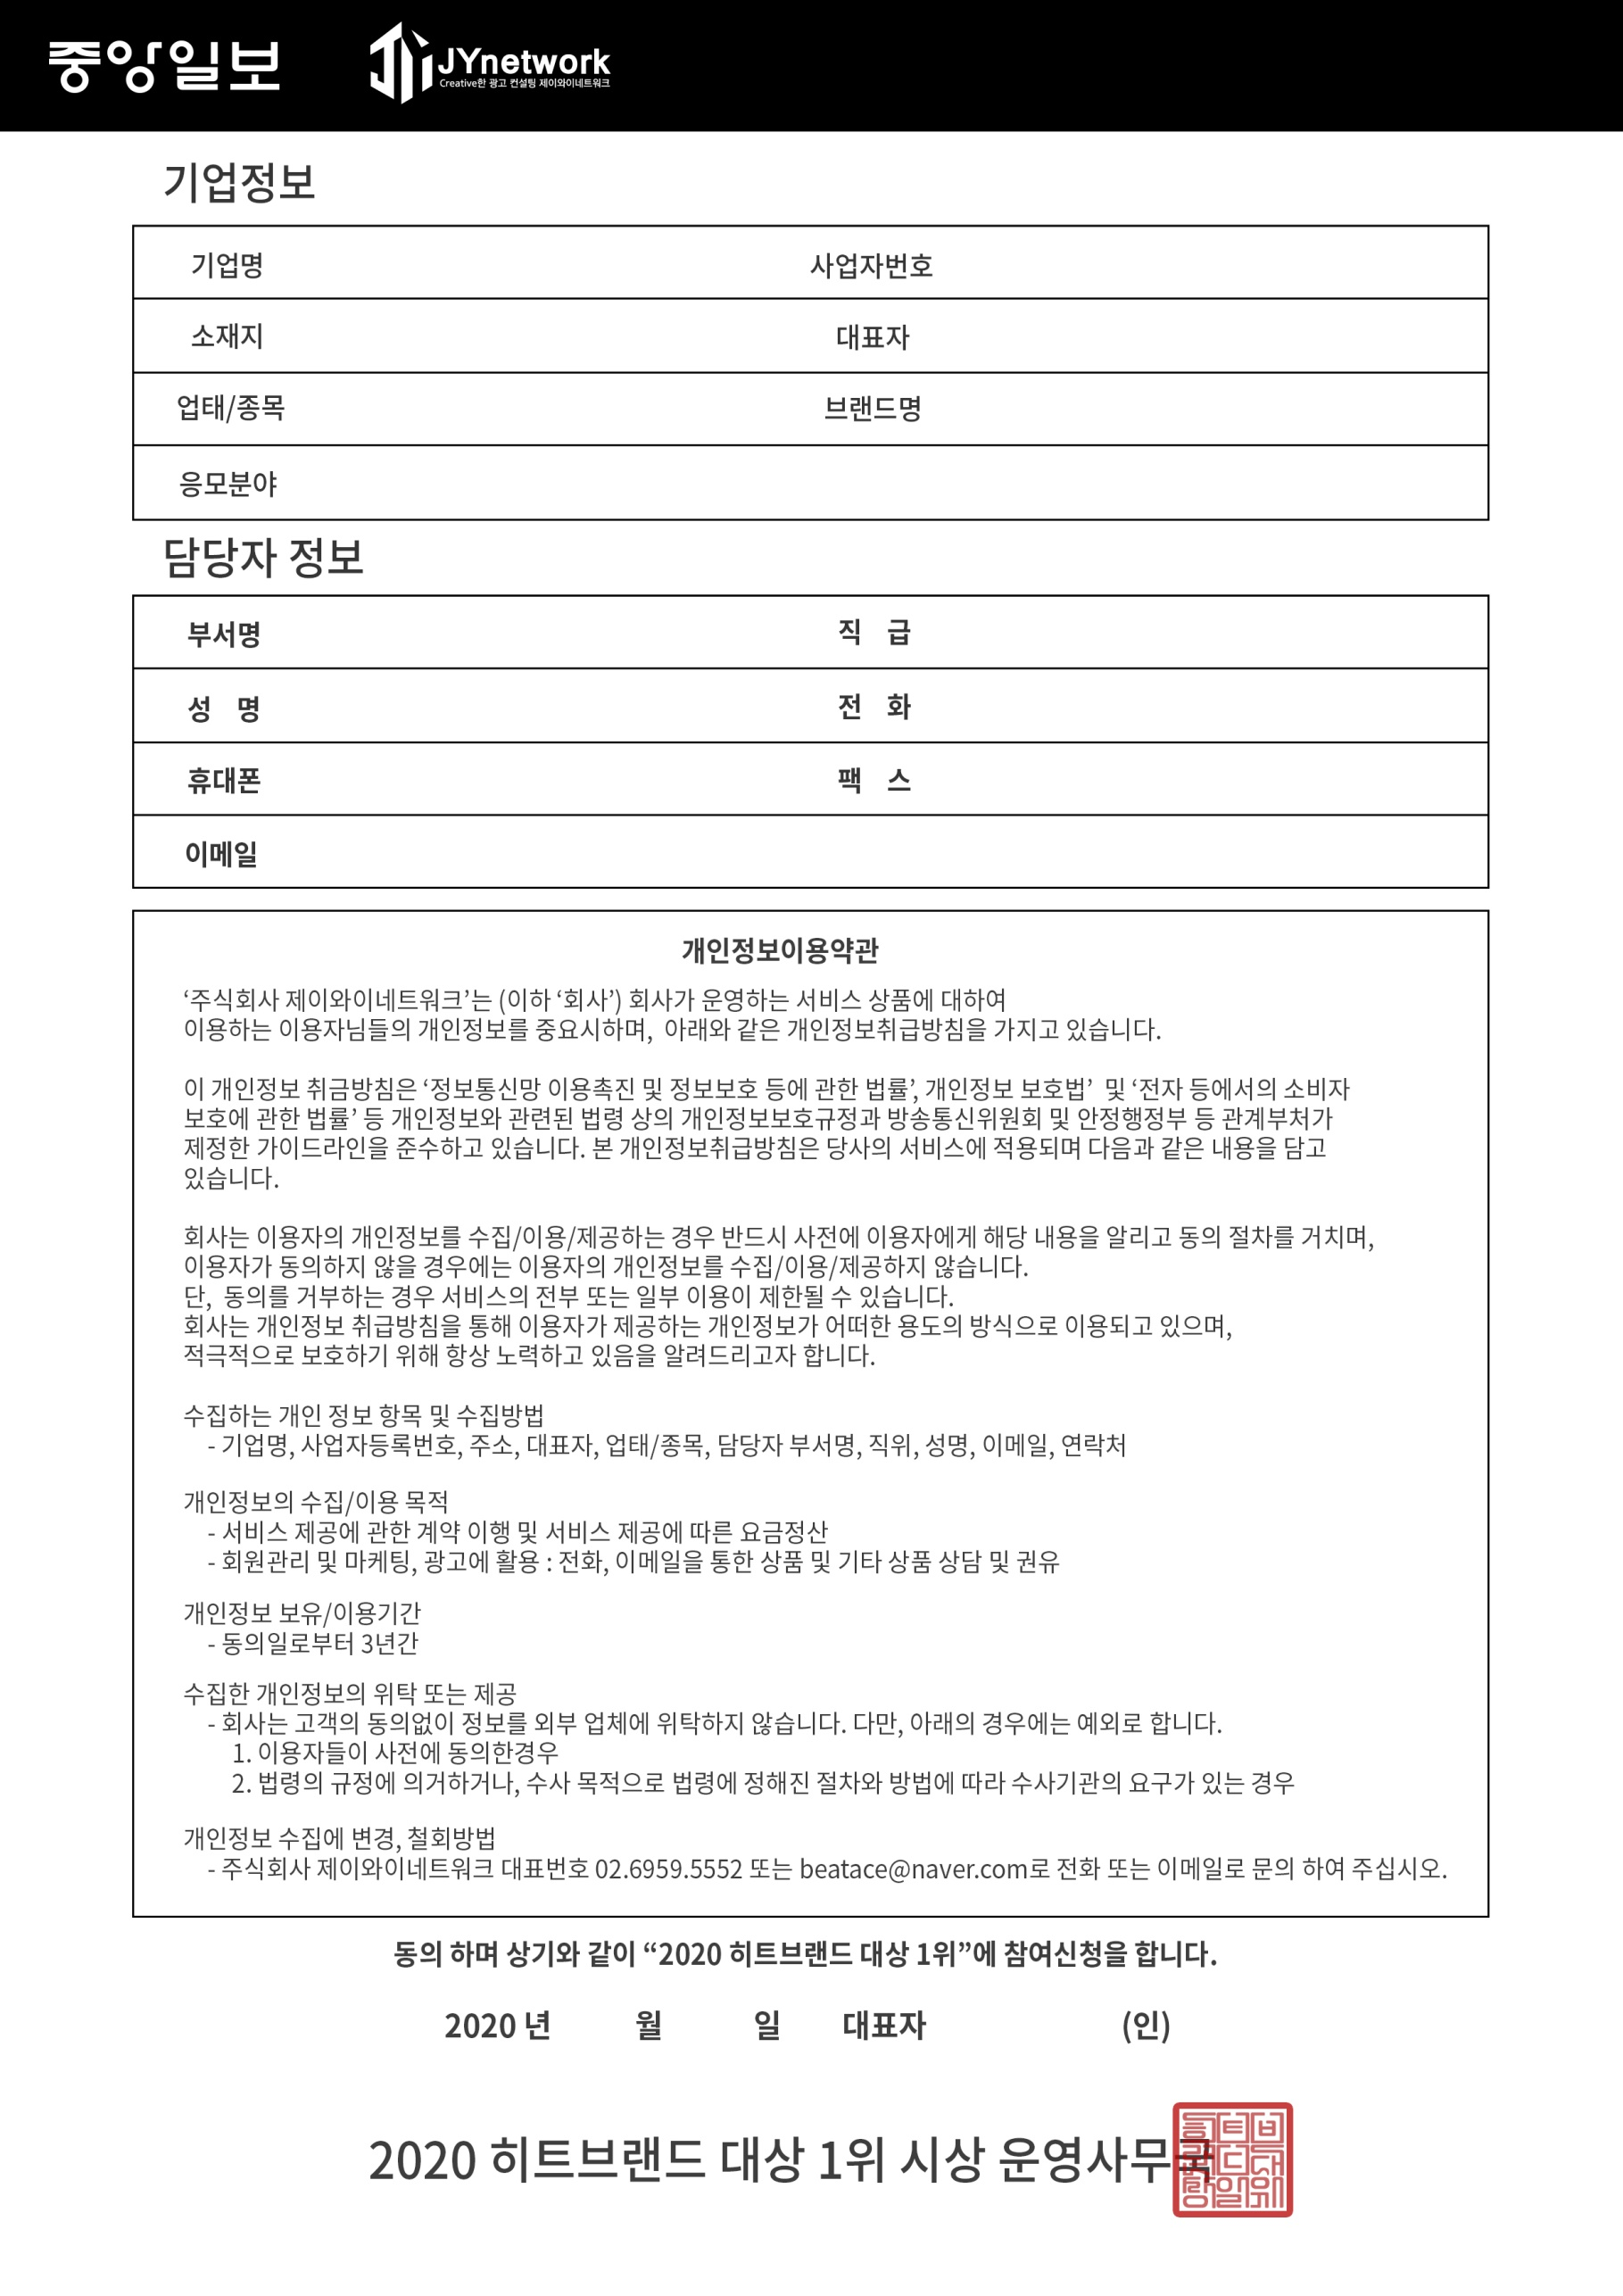 중앙일보
JYnetwork
Creative한 광고 컨설팅 제이와이네트워크
기업정보
기업명 사업자번호
소재지 대표자
업태/종목 브랜드명
응모분야
담당자 정보
부서명 직 급
성 명 전 화
휴대폰 팩 스
이메일
개인정보이용약관
‘주식회사 제이와이네트워크’는 (이하 ‘회사’) 회사가 운영하는 서비스 상품에 대하여
이용하는 이용자님들의 개인정보를 중요시하며, 아래와 같은 개인정보취급방침을 가지고 있습니다.
이 개인정보 취금방침은 ‘정보통신망 이용촉진 및 정보보호 등에 관한 법률’, 개인정보 보호법’ 및 ‘전자 등에서의 소비자
보호에 관한 법률’ 등 개인정보와 관련된 법령 상의 개인정보보호규정과 방송통신위원회 및 안정행정부 등 관계부처가
제정한 가이드라인을 준수하고 있습니다. 본 개인정보취급방침은 당사의 서비스에 적용되며 다음과 같은 내용을 담고
있습니다.
회사는 이용자의 개인정보를 수집/이용/제공하는 경우 반드시 사전에 이용자에게 해당 내용을 알리고 동의 절차를 거치며,
이용자가 동의하지 않을 경우에는 이용자의 개인정보를 수집/이용/제공하지 않습니다.
단, 동의를 거부하는 경우 서비스의 전부 또는 일부 이용이 제한될 수 있습니다.
회사는 개인정보 취급방침을 통해 이용자가 제공하는 개인정보가 어떠한 용도의 방식으로 이용되고 있으며,
적극적으로 보호하기 위해 항상 노력하고 있음을 알려드리고자 합니다.
수집하는 개인 정보 항목 및 수집방법
- 기업명, 사업자등록번호, 주소, 대표자, 업태/종목, 담당자 부서명, 직위, 성명, 이메일, 연락처
개인정보의 수집/이용 목적
- 서비스 제공에 관한 계약 이행 및 서비스 제공에 따른 요금정산
- 회원관리 및 마케팅, 광고에 활용 : 전화, 이메일을 통한 상품 및 기타 상품 상담 및 권유
개인정보 보유/이용기간
- 동의일로부터 3년간
수집한 개인정보의 위탁 또는 제공
- 회사는 고객의 동의없이 정보를 외부 업체에 위탁하지 않습니다. 다만, 아래의 경우에는 예외로 합니다.
1. 이용자들이 사전에 동의한경우
2. 법령의 규정에 의거하거나, 수사 목적으로 법령에 정해진 절차와 방법에 따라 수사기관의 요구가 있는 경우
개인정보 수집에 변경, 철회방법
- 주식회사 제이와이네트워크 대표번호 02.6959.5552 또는 beatace@naver.com로 전화 또는 이메일로 문의 하여 주십시오.
동의 하며 상기와 같이 “2020 히트브랜드 대상 1위”에 참여신청을 합니다.
2020 년 월 일 대표자 (인)
2020 히트브랜드 대상 1위 시상 운영사무국